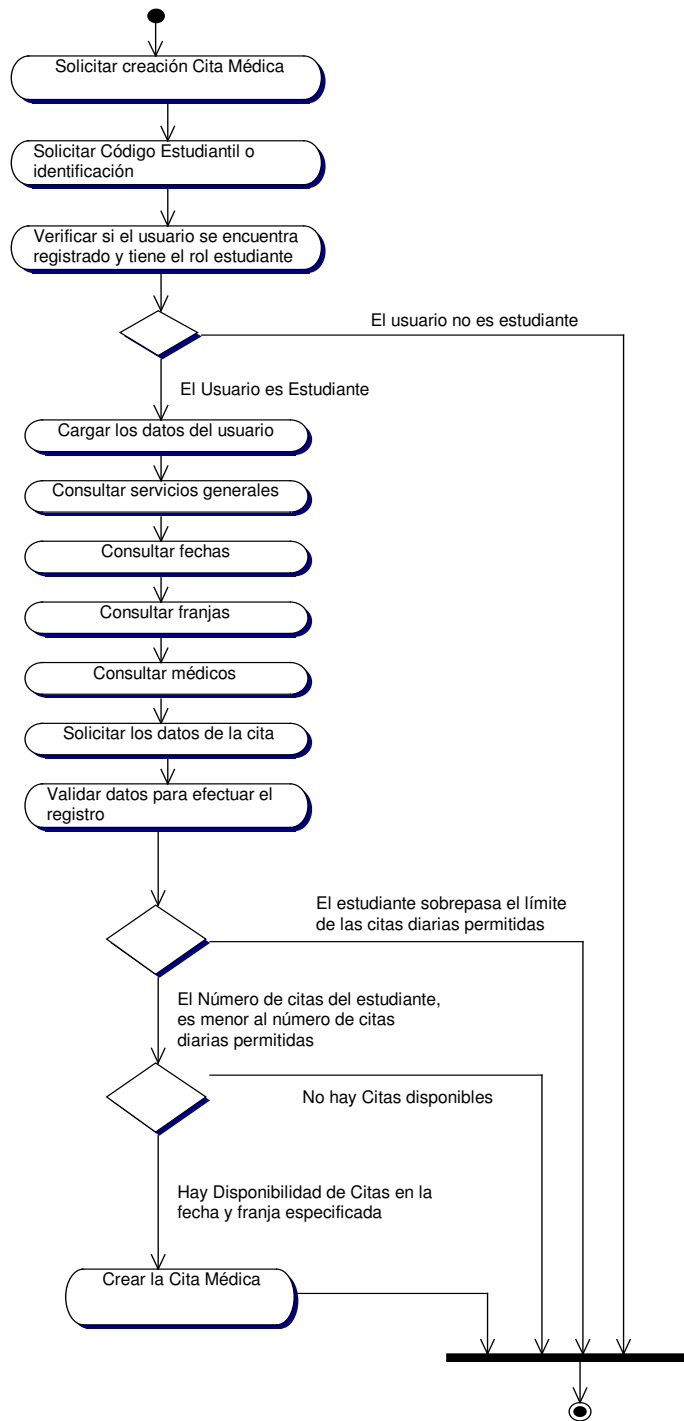 Solicitar creación Cita Médica
Solicitar Código Estudiantil o
identificación
Verificar si el usuario se encuentra
registrado y tiene el rol estudiante
El usuario no es estudiante
El Usuario es Estudiante
Cargar los datos del usuario
Consultar servicios generales
Consultar fechas
Consultar franjas
Consultar médicos
Solicitar los datos de la cita
Validar datos para efectuar el
registro
El estudiante sobrepasa el límite
de las citas diarias permitidas
El Número de citas del estudiante,
es menor al número de citas
diarias permitidas
No hay Citas disponibles
Hay Disponibilidad de Citas en la
fecha y franja especificada
Crear la Cita Médica